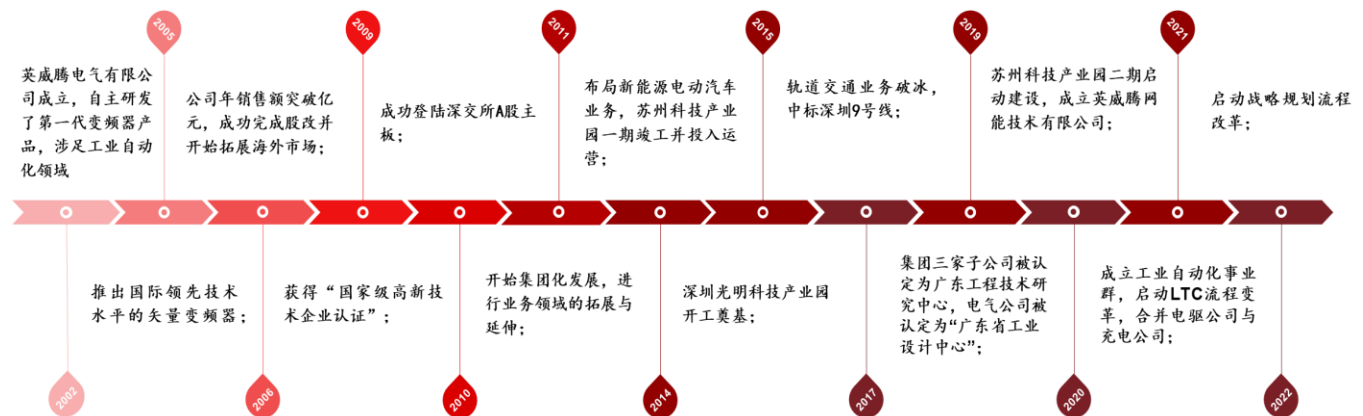 2005
2009
2011
2015
2019
2021
英威腾电气有限公
司成立，自主研发
了第一代变频器产
品，涉足工业自动
化领域
公司年销售额突破亿
元，成功完成股改并
开始拓展海外市场；
成功登陆深交所A股主
板；
布局新能源电动汽车
业务，苏州科技产业
园一期竣工并投入运
营；
轨道交通业务破冰，
中标深圳9号线；
苏州科技产业园二期启
动建设，成立英威腾网
能技术有限公司；
启动战略规划流程
改革；
推出国际领先技术
水平的矢量变频器；
获得“国家级高新技
术企业认证”；
开始集团化发展，进
行业务领域的拓展与
延伸；
深圳光明科技产业园
开工奠基；
集团三家子公司被认
定为广东工程技术研
究中心，电气公司被
认定为“广东省工业
设计中心”；
成立工业自动化事业
群，启动LTC流程变
革，合并电驱公司与
充电公司；
2002
2006
2010
2014
2017
2020
2022